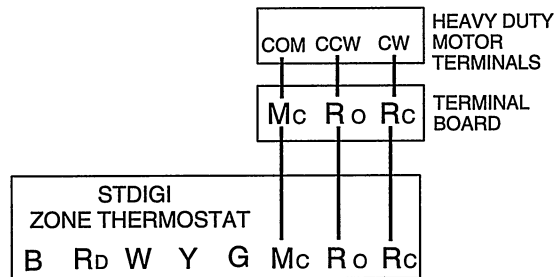 HEAVY DUTY
MOTOR
TERMINALS
COM CCW CW
Mc Ro Rc
TERMINAL
BOARD
STDIGI
ZONE THERMOSTAT
B RD W Y G Mc Ro Rc